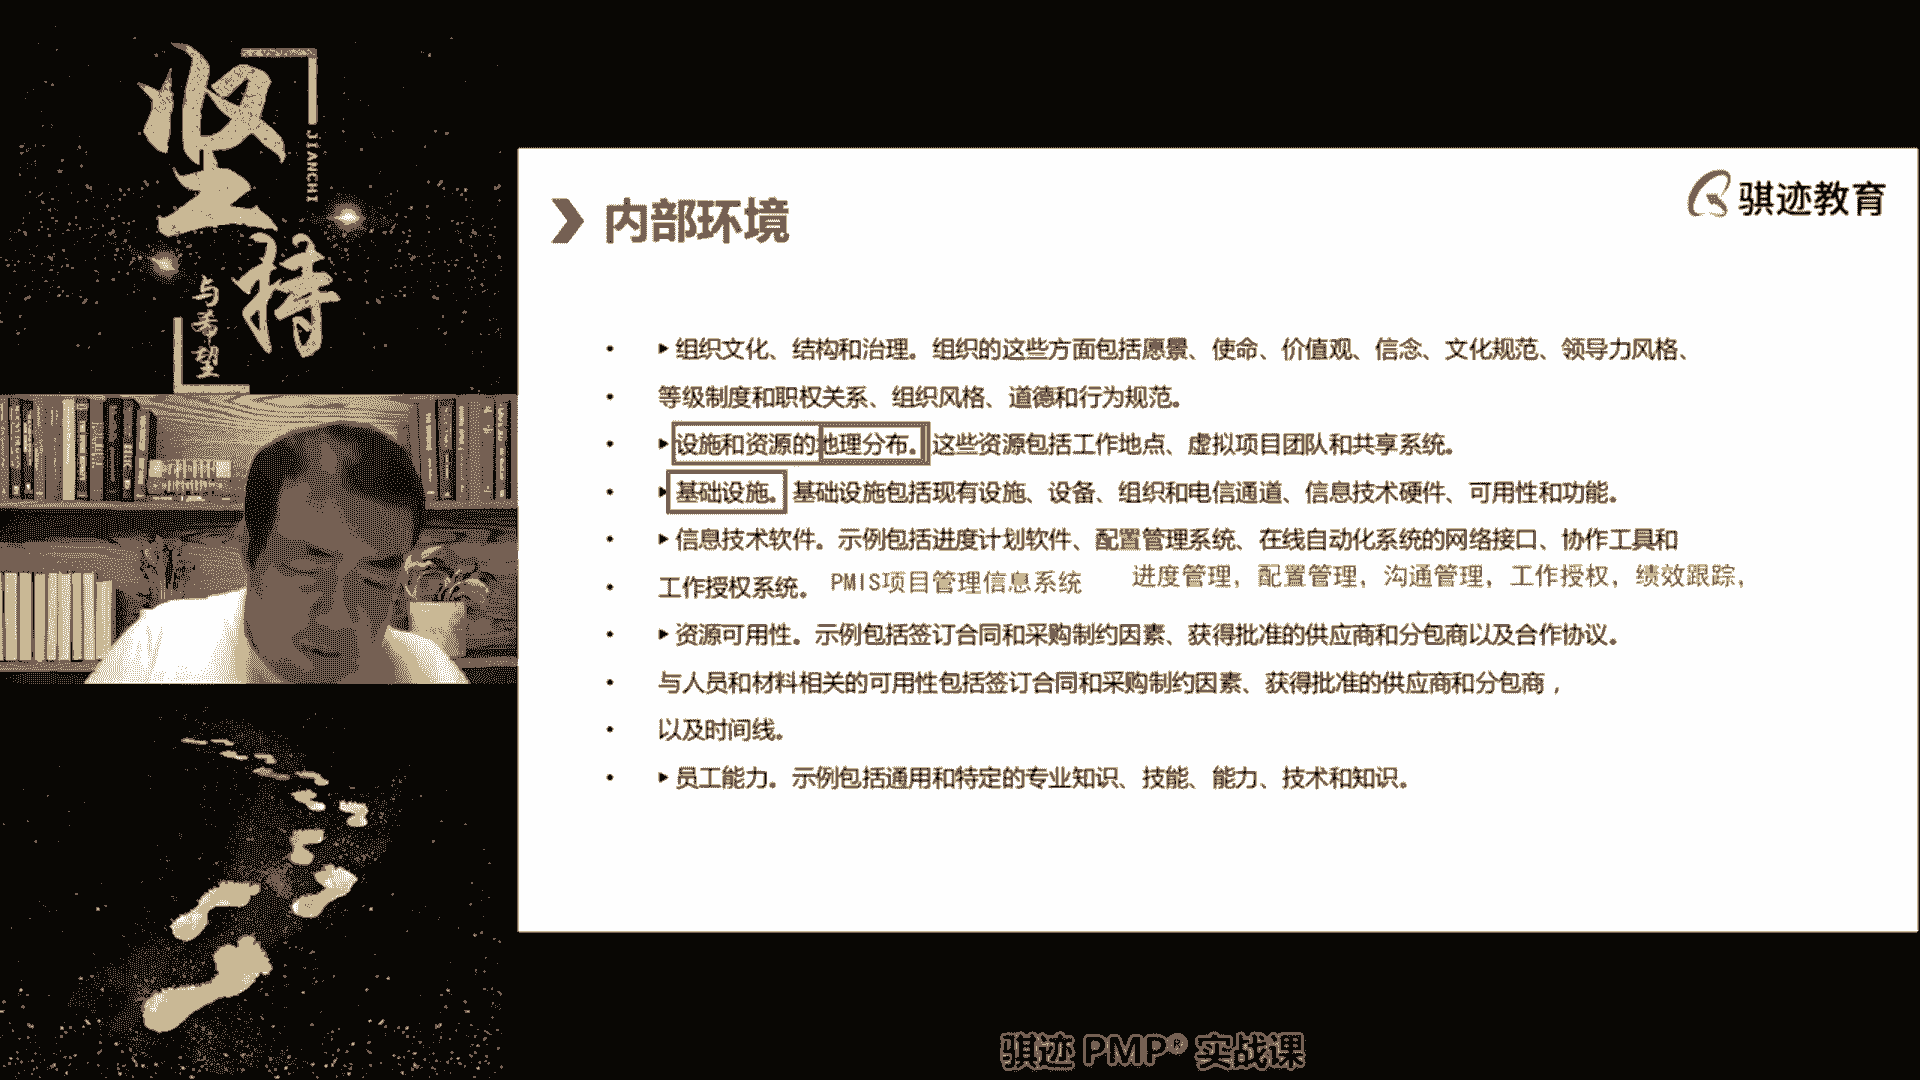 坚持
JIANCHI
与希望
骐迹教育
内部环境
组织文化、结构和治理。组织的这些方面包括愿景、使命、价值观、信念、文化规范、领导力风格、
等级制度和职权关系、组织风格、道德和行为规范。
设施和资源的地理分布。这些资源包括工作地点、虚拟项目团队和共享系统。
基础设施。基础设施包括现有设施、设备、组织和电信通道、信息技术硬件、可用性和功能。
信息技术软件。示例包括进度计划软件、配置管理系统、在线自动化系统的网络接口、协作工具和
工作授权系统。 PMIS项目管理信息系统 进度管理，配置管理，沟通管理，工作授权，绩效跟踪，
资源可用性。示例包括签订合同和采购制约因素、获得批准的供应商和分包商以及合作协议。
与人员和材料相关的可用性包括签订合同和采购制约因素、获得批准的供应商和分包商，
以及时间线。
员工能力。示例包括通用和特定的专业知识、技能、能力、技术和知识。
骐迹 PMP® 实战课